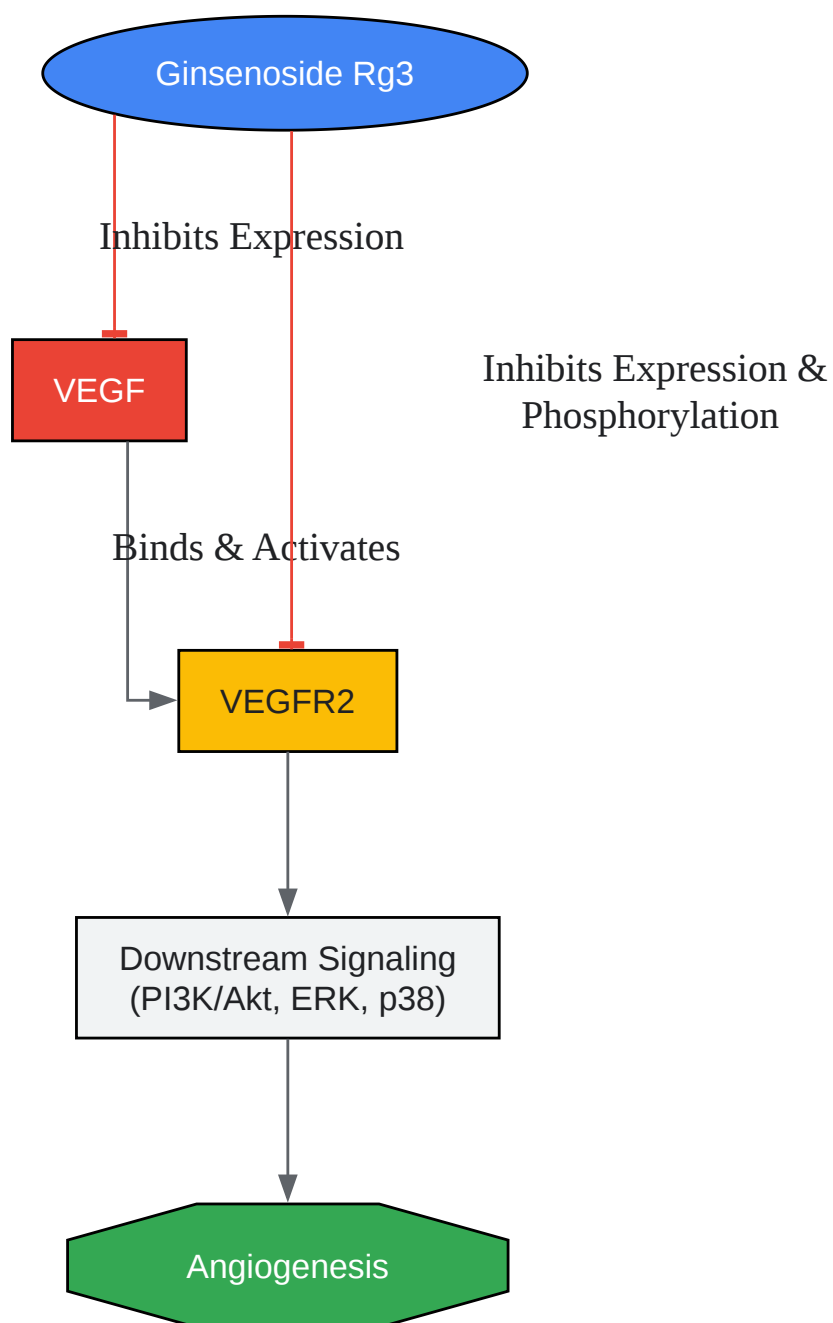 Ginsenoside Rg3
Inhibits Expression
Inhibits Expression &
Phosphorylation
VEGF
Binds & Activates
VEGFR2
Downstream Signaling
(PI3K/Akt, ERK, p38)
Angiogenesis